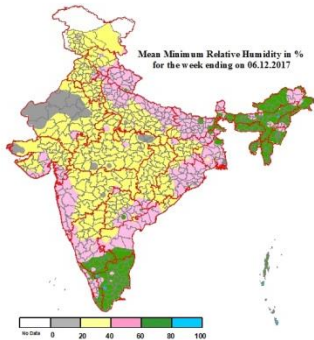 Mean Minimum Relative Humidity in %
for the week ending on 06.12.2017
No Data 0 20 40 60 80 100